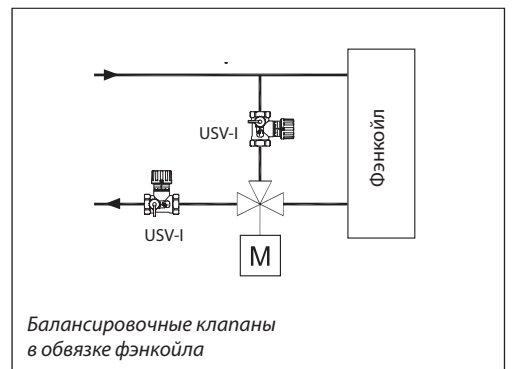 USV-I
Фэнкойл
USV-I
M
Балансировочные клапаны
в обвязке фэнкойла